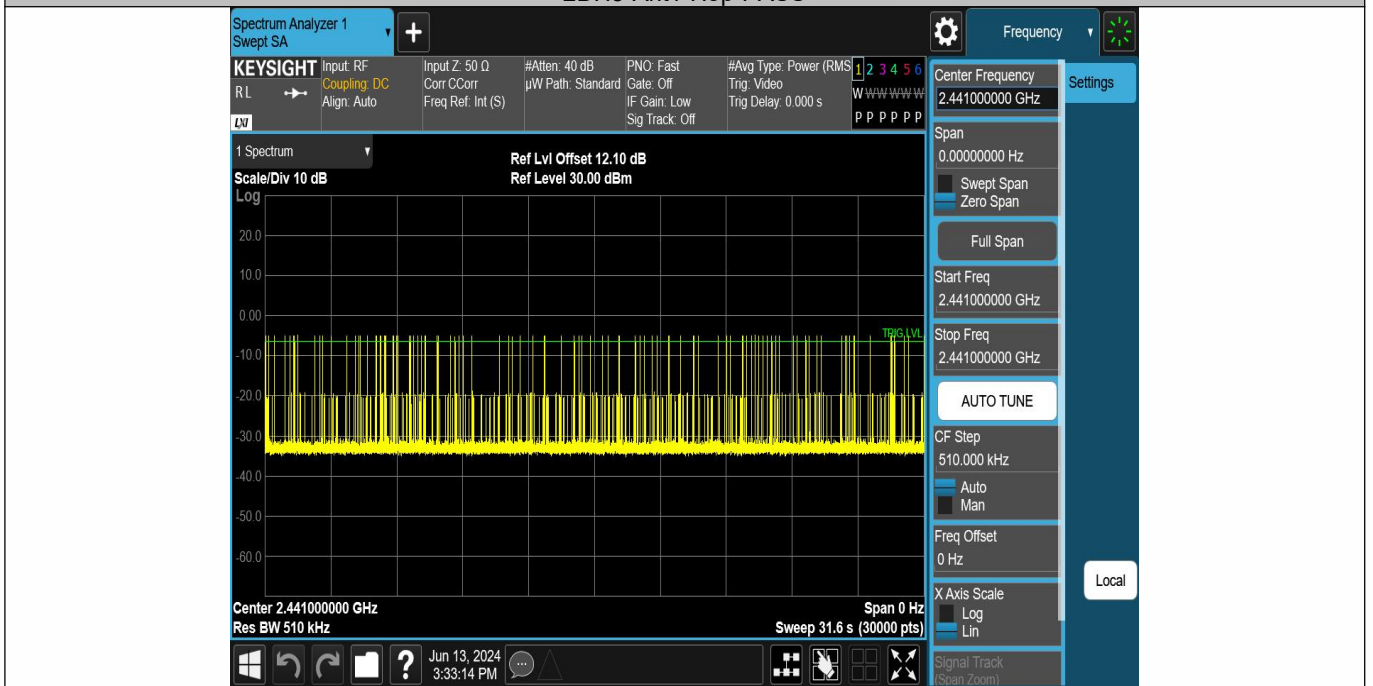 Spectrum Analyzer 1
Swept SA
Frequency
KEYSIGHT
RL
LXI
Input: RF
Coupling: DC
Align: Auto
Input Z: 50 Ω
Corr CCorr
Freq Ref: Int (S)
#Atten: 40 dB
µW Path: Standard
PNO: Fast
Gate: Off
IF Gain: Low
Sig Track: Off
#Avg Type: Power (RMS
Trig: Video
Trig Delay: 0.000 s
1 2 3 4 5 6
W W W W W W
P P P P P P
1 Spectrum
Scale/Div 10 dB
Ref Lvl Offset 12.10 dB
Ref Level 30.00 dBm
Log
20.0
10.0
0.00
-10.0
-20.0
-30.0
-40.0
-50.0
-60.0
TRIG LVL
Center 2.441000000 GHz
Res BW 510 kHz
Span 0 Hz
Sweep 31.6 s (30000 pts)
Center Frequency
2.441000000 GHz
Settings
Span
0.00000000 Hz
Swept Span
Zero Span
Full Span
Start Freq
2.441000000 GHz
Stop Freq
2.441000000 GHz
AUTO TUNE
CF Step
510.000 kHz
Auto
Man
Freq Offset
0 Hz
X Axis Scale
Log
Lin
Local
Signal Track
(Span Zoom)
?
Jun 13, 2024
3:33:14 PM